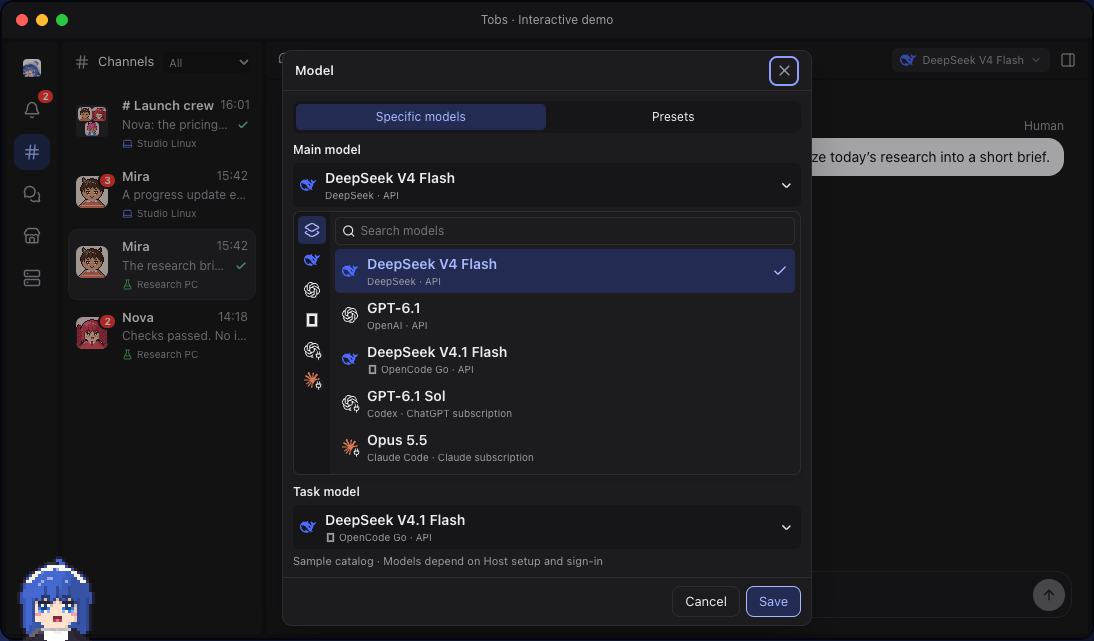 Tobs · Interactive demo
2
# Channels
All
# Launch crew 16:01
Nova: the pricing...
Studio Linux
3
Mira 15:42
A progress update e...
Studio Linux
Mira 15:42
The research bri...
Research PC
2
Nova 14:18
Checks passed. No i...
Research PC
DeepSeek V4 Flash
Human
ze today’s research into a short brief.
Model
Specific models
Presets
Main model
DeepSeek V4 Flash
DeepSeek · API
Search models
DeepSeek V4 Flash
DeepSeek · API
GPT-6.1
OpenAI · API
DeepSeek V4.1 Flash
OpenCode Go · API
GPT-6.1 Sol
Codex · ChatGPT subscription
Opus 5.5
Claude Code · Claude subscription
Task model
DeepSeek V4.1 Flash
OpenCode Go · API
Sample catalog · Models depend on Host setup and sign-in
Cancel
Save